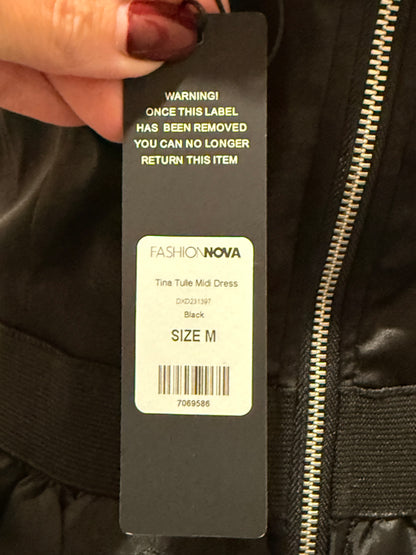 WARNING!
ONCE THIS LABEL
HAS BEEN REMOVED
YOU CAN NO LONGER
RETURN THIS ITEM
FASHIONNOVA
Tina Tulle Midi Dress
DXD231397
Black
SIZE M
7069586